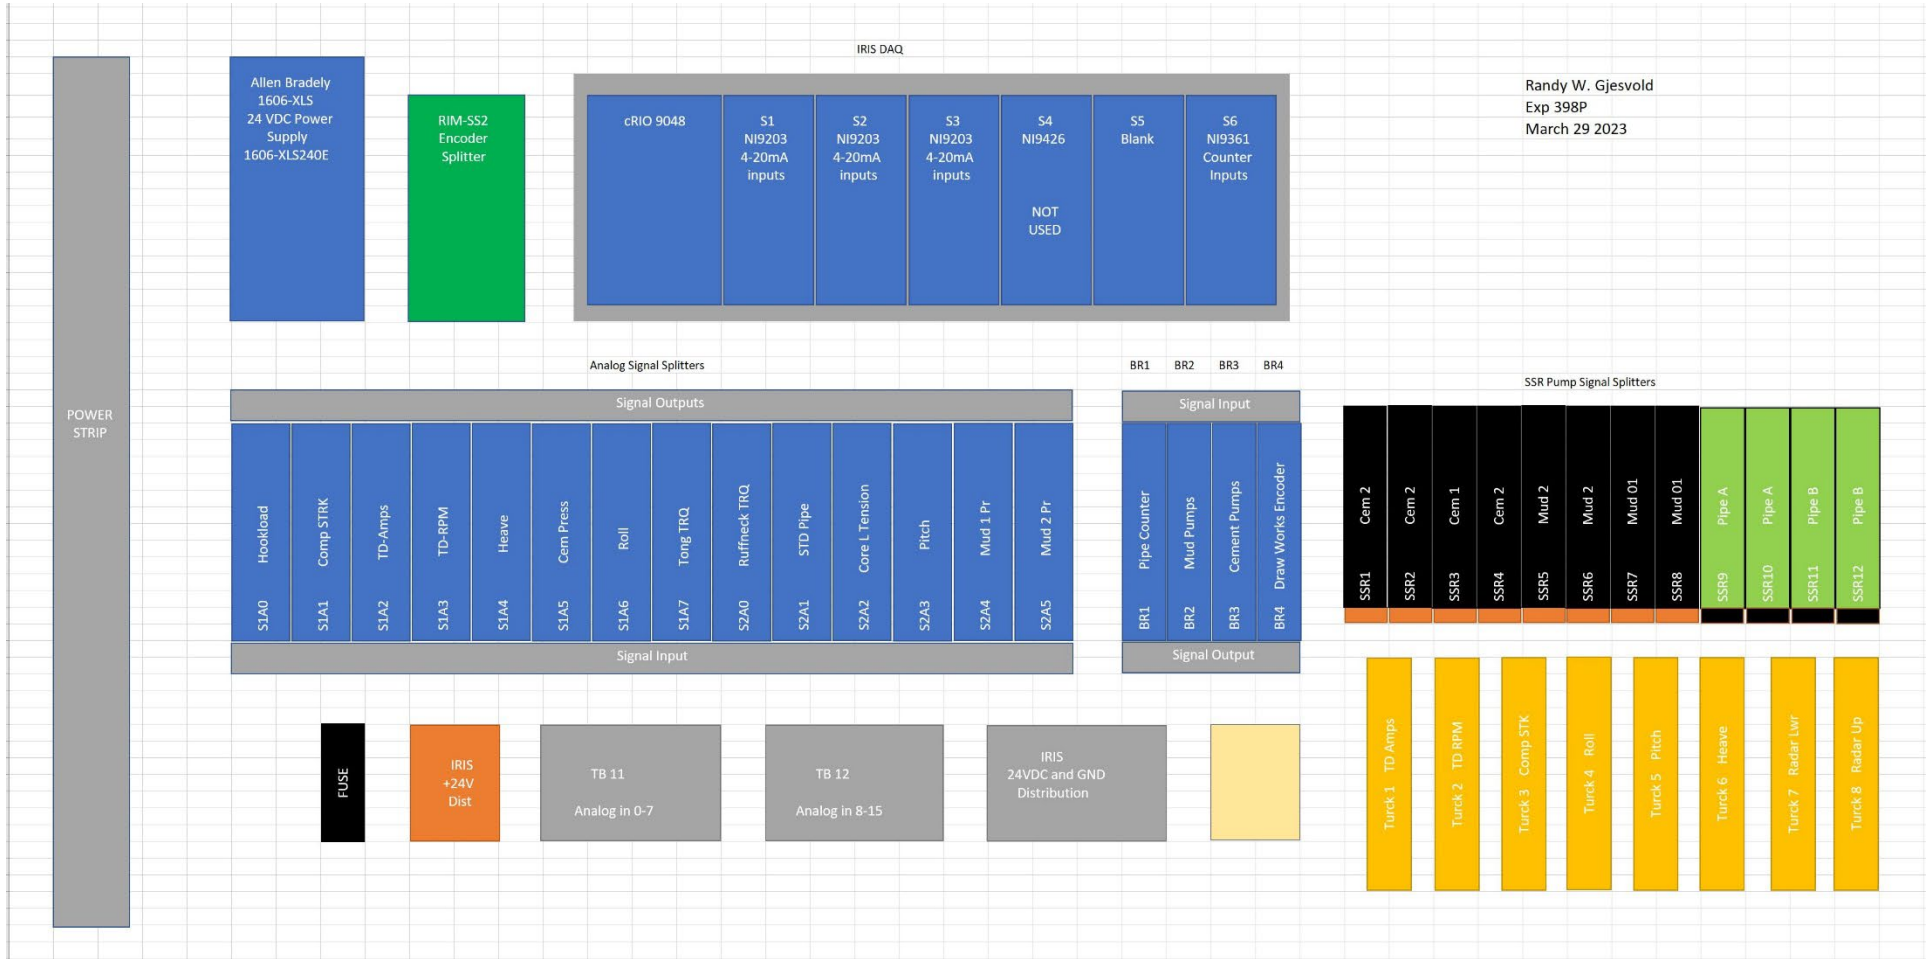 IRIS DAQ
Randy W. Gjesvold
Exp 398P
March 29 2023
POWER
STRIP
Allen Bradely
1606-XLS
24 VDC Power
Supply
1606-XLS240E
RIM-SS2
Encoder
Splitter
cRIO 9048
S1
NI9203
4-20mA
inputs
S2
NI9203
4-20mA
inputs
S3
NI9203
4-20mA
inputs
S4
NI9426
NOT
USED
S5
Blank
S6
NI9361
Counter
Inputs
Analog Signal Splitters
Signal Outputs
S1A0 Hookload
S1A1 Comp STRK
S1A2 TD-Amps
S1A3 TD-RPM
S1A4 Heave
S1A5 Cem Press
S1A6 Roll
S1A7 Tong TRQ
S2A0 Ruffneck TRQ
S2A1 STD Pipe
S2A2 Core L Tension
S2A3 Pitch
S2A4 Mud 1 Pr
S2A5 Mud 2 Pr
Signal Input
BR1 BR2 BR3 BR4
Signal Input
BR1 Pipe Counter
BR2 Mud Pumps
BR3 Cement Pumps
BR4 Draw Works Encoder
Signal Output
SSR Pump Signal Splitters
SSR1 Cem 2
SSR2 Cem 2
SSR3 Cem 1
SSR4 Cem 2
SSR5 Mud 2
SSR6 Mud 2
SSR7 Mud 01
SSR8 Mud 01
SSR9 Pipe A
SSR10 Pipe A
SSR11 Pipe B
SSR12 Pipe B
FUSE
IRIS
+24V
Dist
TB 11
Analog in 0-7
TB 12
Analog in 8-15
IRIS
24VDC and GND
Distribution
Turck 1 TD Amps
Turck 2 TD RPM
Turck 3 Comp STK
Turck 4 Roll
Turck 5 Pitch
Turck 6 Heave
Turck 7 Radar Lwr
Turck 8 Radar Up